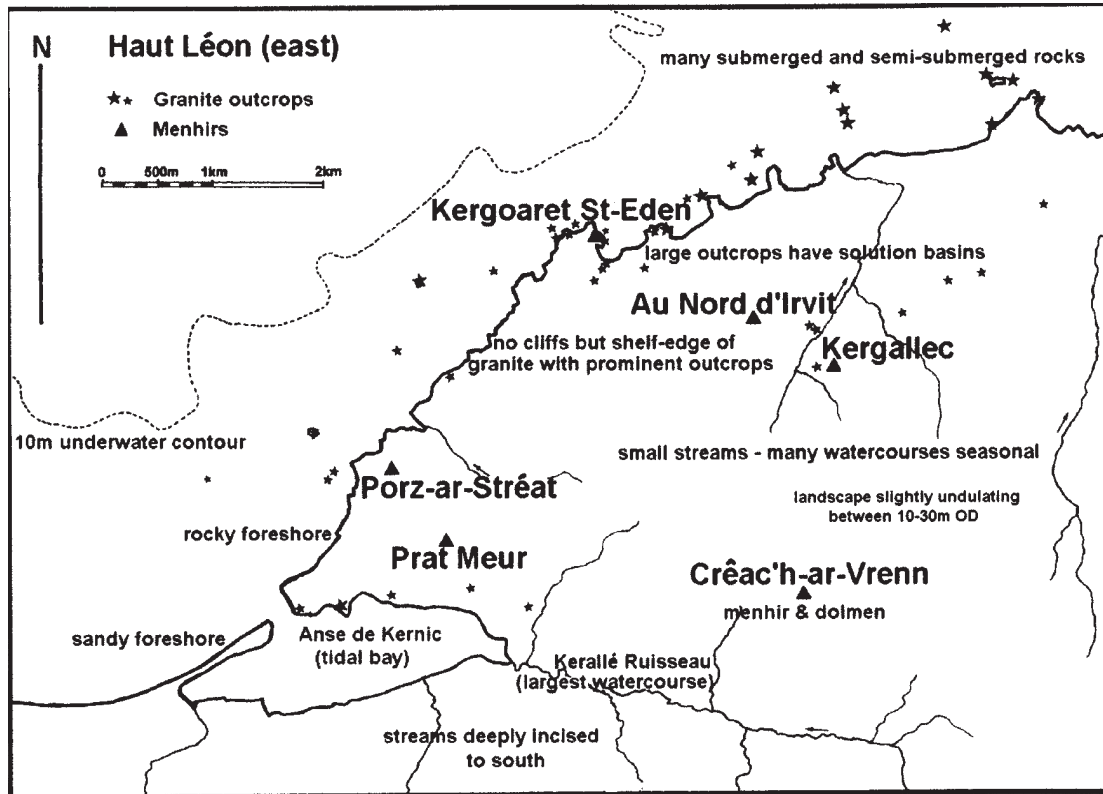 N
Haut Léon (east)
Granite outcrops
Menhirs
0 500m 1km 2km
many submerged and semi-submerged rocks
Kergoaret St-Eden
large outcrops have solution basins
Au Nord d'Irvit
no cliffs but shelf-edge of
granite with prominent outcrops
Kergallec
10m underwater contour
small streams - many watercourses seasonal
Porz-ar-Stréat
landscape slightly undulating
between 10-30m OD
rocky foreshore
Prat Meur
Crêac'h-ar-Vrenn
menhir & dolmen
sandy foreshore
Anse de Kernic
(tidal bay)
Kerallé Ruisseau
(largest watercourse)
streams deeply incised
to south